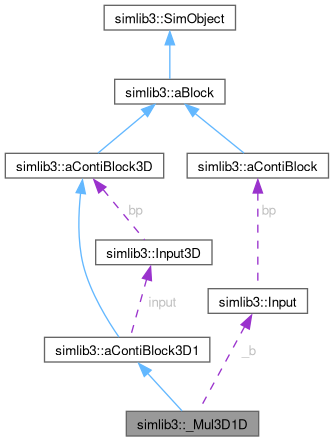 simlib3::SimObject
simlib3::aBlock
simlib3::aContiBlock3D
simlib3::aContiBlock
bp
bp
simlib3::Input3D
input
simlib3::Input
simlib3::aContiBlock3D1
_b
simlib3::_Mul3D1D